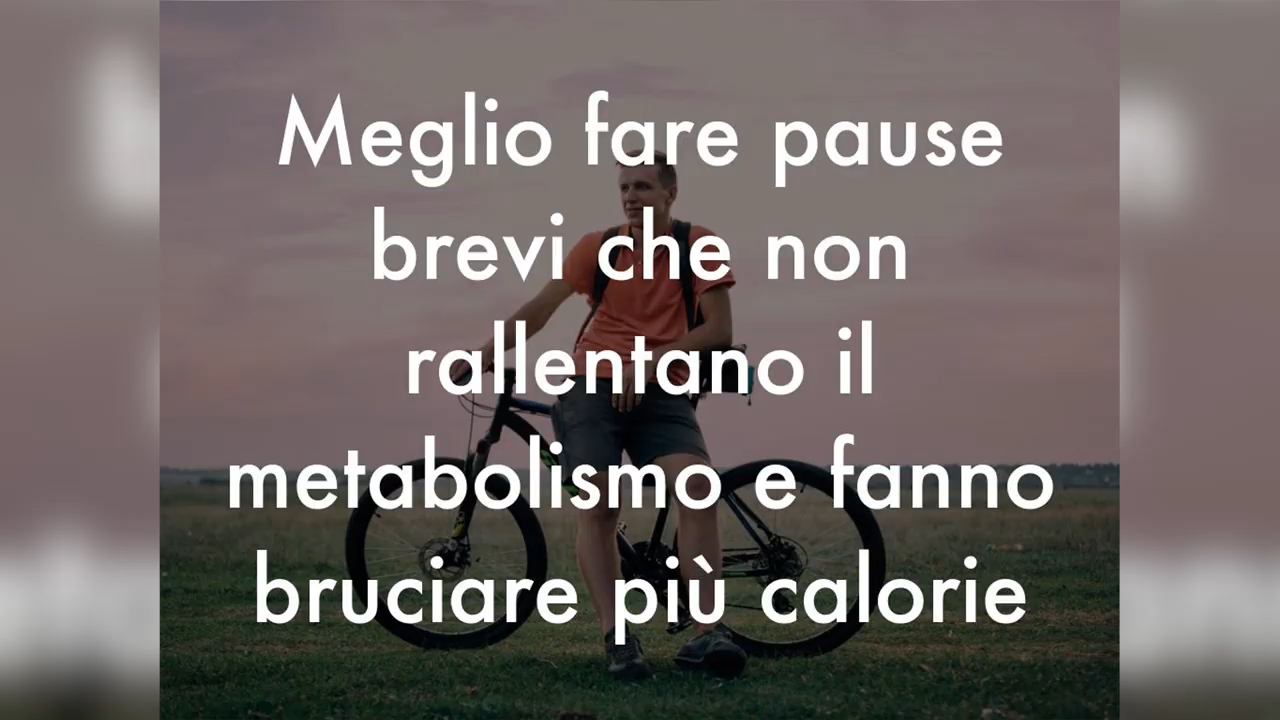 Meglio fare pause
brevi che non
rallentano il
metabolismo e fanno
bruciare più calorie